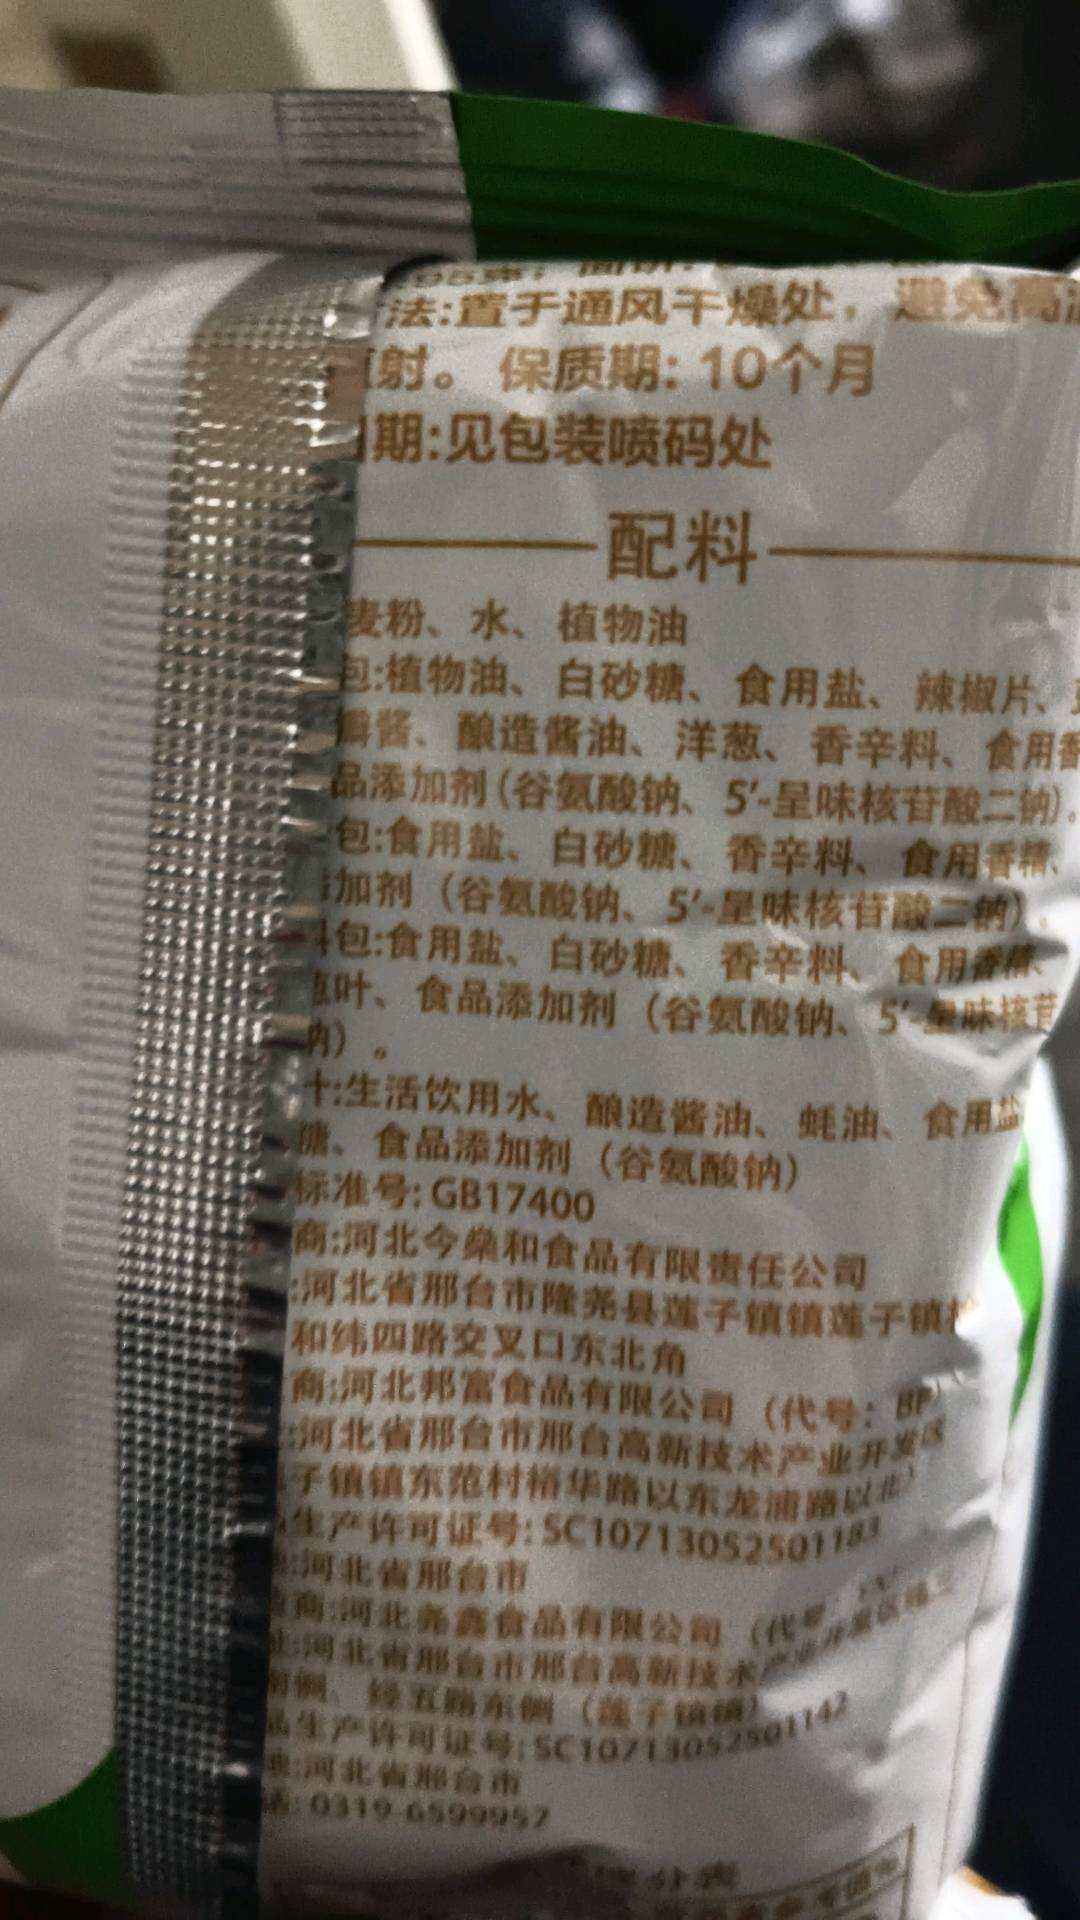 法:置于通风干燥处，避免高
射。 保质期: 10个月
期:见包装喷码处
配料
麦粉、水、植物油
包:植物油、白砂糖、食用盐、辣椒片、
瓣酱、酿造酱油、洋葱、香辛料、食用香
品添加剂(谷氨酸钠、5′-呈味核苷酸二钠)。
包:食用盐、白砂糖、香辛料、食用香精、
加剂（谷氨酸钠、5′-呈味核苷酸二钠）。
包:食用盐、白砂糖、香辛料、食用香精、
叶、食品添加剂（谷氨酸钠、5′-呈味核苷
钠）。
:生活饮用水、酿造酱油、蚝油、食用盐
糖、食品添加剂（谷氨酸钠）
标准号: GB17400
商:河北今燊和食品有限责任公司
:河北省邢台市隆尧县莲子镇镇莲子镇
和纬四路交叉口东北角
商:河北邦富食品有限公司（代号: BF）
:河北省邢台市邢台高新技术产业开发区
子镇镇东范村裕华路以东龙浦路以北）
生产许可证号: SC10713052501183
:河北省邢台市
商:河北尧鑫食品有限公司（代号:
:河北省邢台市邢台高新技术产业开发区
侧、经五路东侧（莲子镇镇）
生产许可证号: SC10713052501142
:河北省邢台市
: 0319-6599957
分表